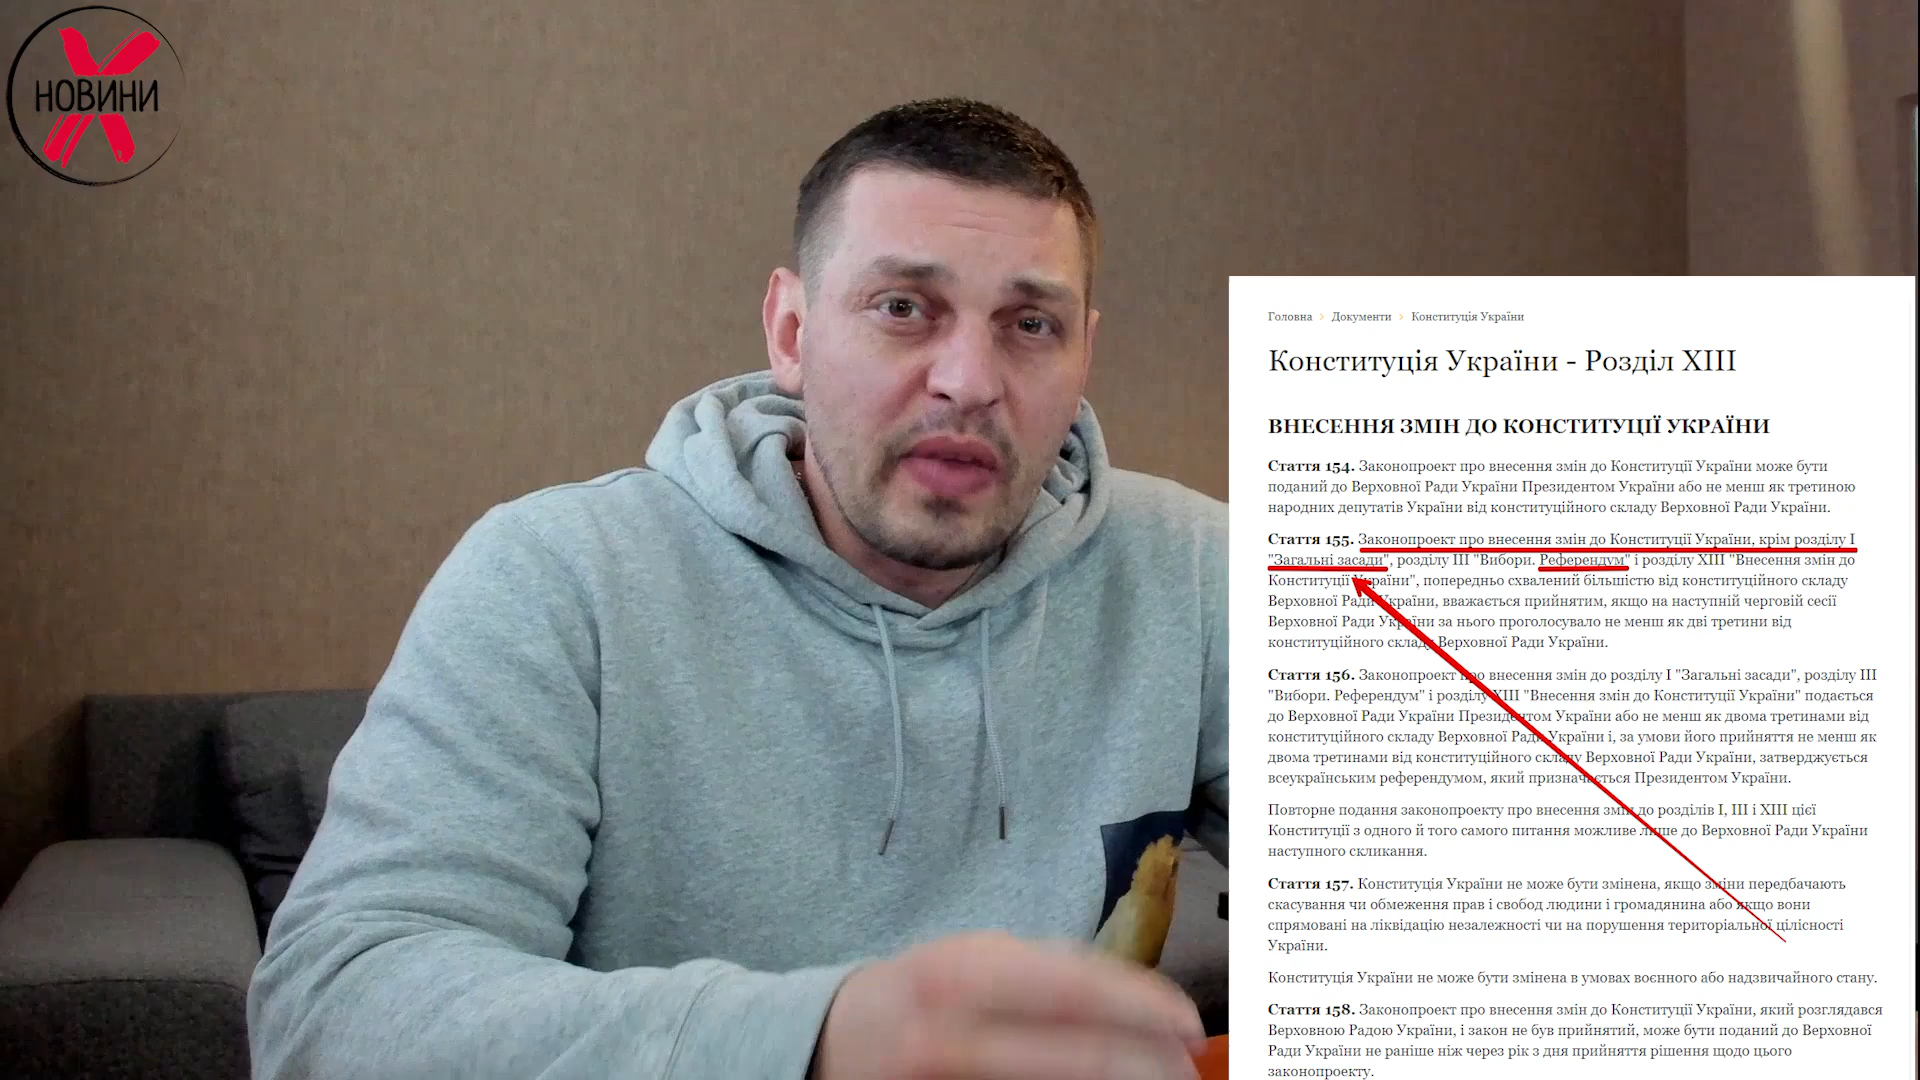 НОВИНИ
Головна › Документи › Конституція України
Конституція України - Розділ XIII
ВНЕСЕННЯ ЗМІН ДО КОНСТИТУЦІЇ УКРАЇНИ
Стаття 154. Законопроект про внесення змін до Конституції України може бути
поданий до Верховної Ради України Президентом України або не менш як третиною
народних депутатів України від конституційного складу Верховної Ради України.
Стаття 155. Законопроект про внесення змін до Конституції України, крім розділу I
"Загальні засади", розділу III "Вибори. Референдум" і розділу XIII "Внесення змін до
Конституції України", попередньо схвалений більшістю від конституційного складу
Верховної Ради України, вважається прийнятим, якщо на наступній черговій сесії
Верховної Ради України за нього проголосувало не менш як дві третини від
конституційного складу Верховної Ради України.
Стаття 156. Законопроект про внесення змін до розділу I "Загальні засади", розділу III
"Вибори. Референдум" і розділу XIII "Внесення змін до Конституції України" подається
до Верховної Ради України Президентом України або не менш як двома третинами від
конституційного складу Верховної Ради України і, за умови його прийняття не менш як
двома третинами від конституційного складу Верховної Ради України, затверджується
всеукраїнським референдумом, який призначається Президентом України.
Повторне подання законопроекту про внесення змін до розділів I, III і XIII цієї
Конституції з одного й того самого питання можливе лише до Верховної Ради України
наступного скликання.
Стаття 157. Конституція України не може бути змінена, якщо зміни передбачають
скасування чи обмеження прав і свобод людини і громадянина або якщо вони
спрямовані на ліквідацію незалежності чи на порушення територіальної цілісності
України.
Конституція України не може бути змінена в умовах воєнного або надзвичайного стану.
Стаття 158. Законопроект про внесення змін до Конституції України, який розглядався
Верховною Радою України, і закон не був прийнятий, може бути поданий до Верховної
Ради України не раніше ніж через рік з дня прийняття рішення щодо цього
законопроекту.